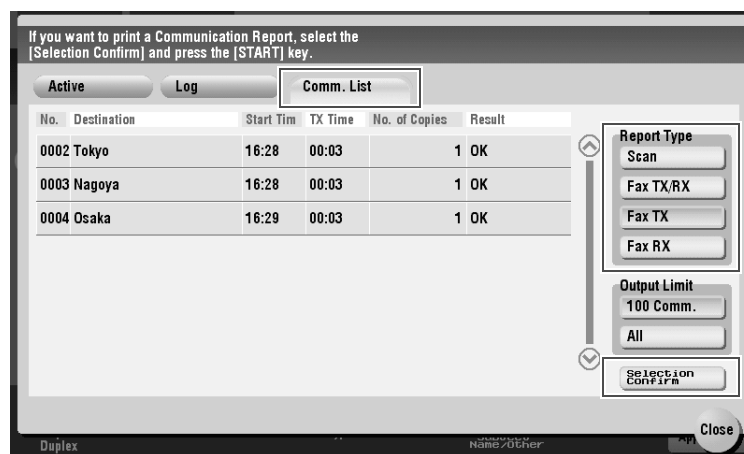 If you want to print a Communication Report, select the
[Selection Confirm] and press the [START] key.
Active Log Comm. List
No. Destination Start Tim TX Time No. of Copies Result
0002 Tokyo 16:28 00:03 1 OK
0003 Nagoya 16:28 00:03 1 OK
0004 Osaka 16:29 00:03 1 OK
Report Type
Scan
Fax TX/RX
Fax TX
Fax RX
Output Limit
100 Comm.
All
Selection
Confirm
Close
Duplex Name/Other